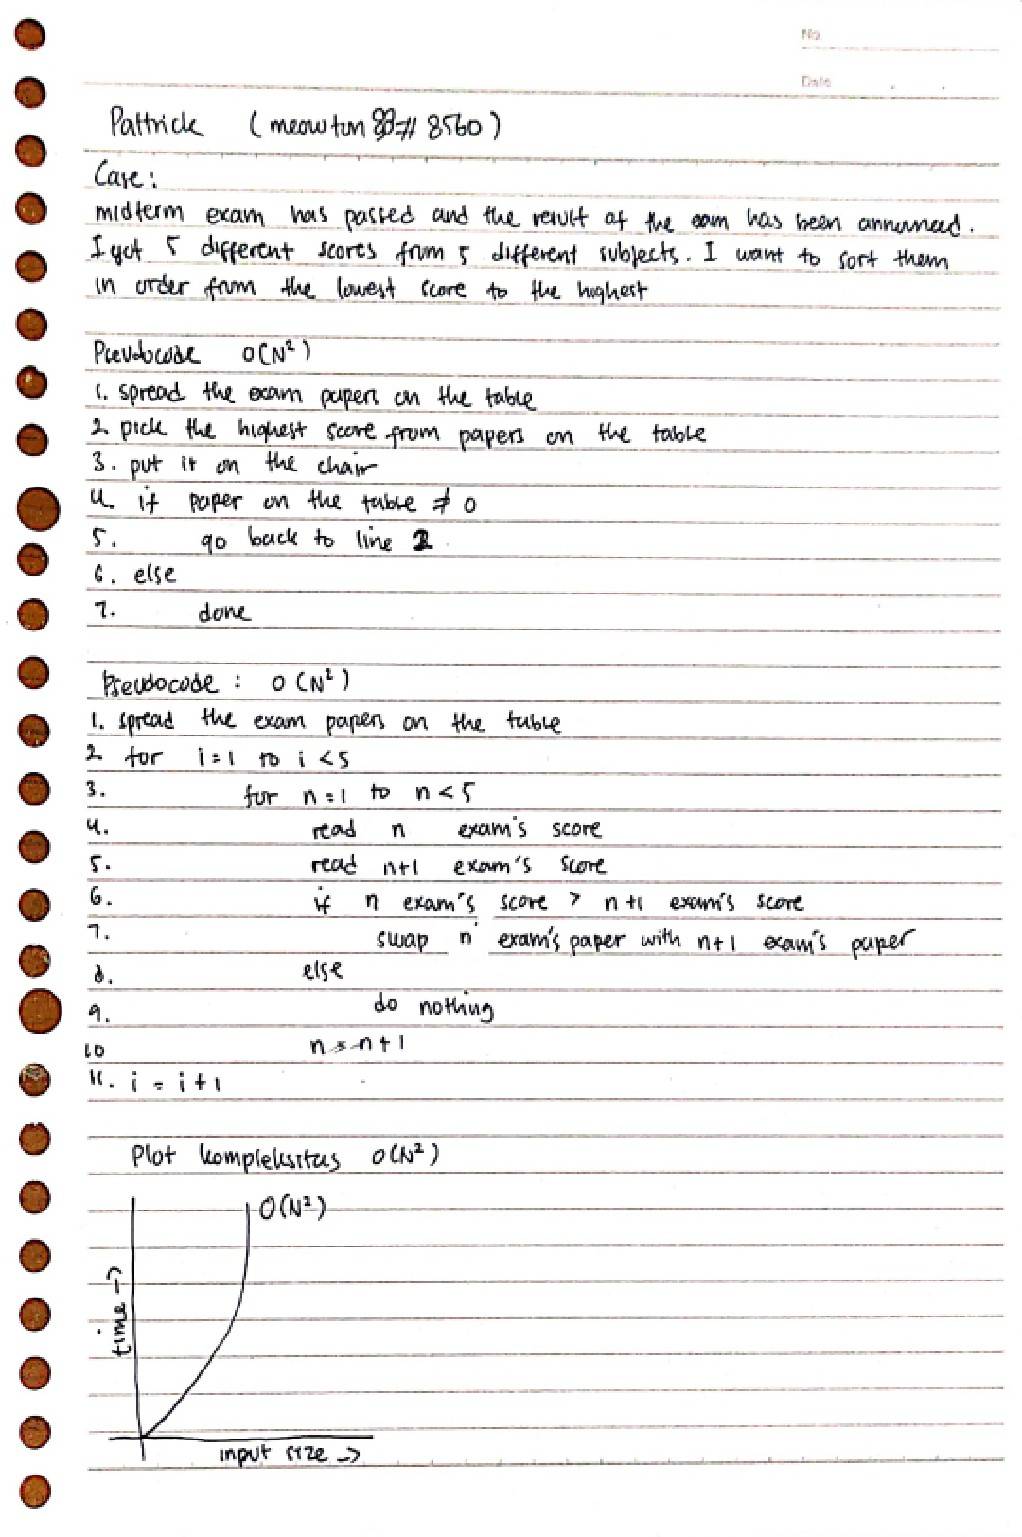 No
Date
Pattrick (meowtun 8560)
Case:
midterm exam has passed and the result of the exam has been announced.
I got 5 different scores from 5 different subjects. I want to sort them
in order from the lowest score to the highest
Pseudocode O(N²)
1. spread the exam papers on the table
2. pick the highest score from papers on the table
3. put it on the chair
4. if paper on the table ≠ 0
5. go back to line 2
6. else
7. done
Pseudocode : O(N²)
1. spread the exam papers on the table
2. for i=1 to i <5
3. for n=1 to n<5
4. read n exam's score
5. read n+1 exam's score
6. if n exam's score > n+1 exam's score
7. swap n exam's paper with n+1 exam's paper
8. else
9. do nothing
10 n = n+1
11. i = i+1
Plot kompleksitas O(N²)
O(N²)
time →
input size →